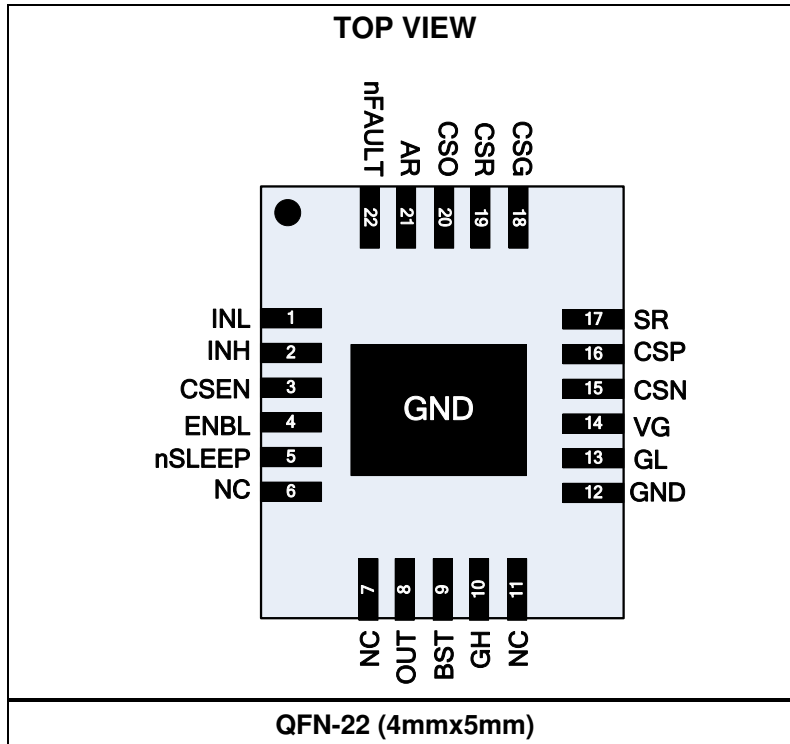 TOP VIEW
nFAULT
AR
CSO
CSR
CSG
22
21
20
19
18
INL 1
INH 2
CSEN 3
ENBL 4
nSLEEP 5
NC 6
GND
17 SR
16 CSP
15 CSN
14 VG
13 GL
12 GND
7
8
9
10
11
NC
OUT
BST
GH
NC
QFN-22 (4mmx5mm)